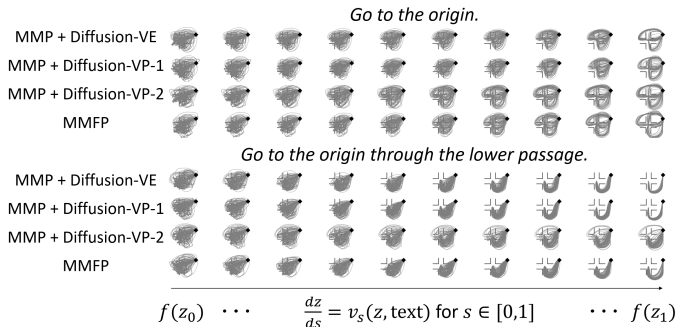 Go to the origin.
MMP + Diffusion-VE
MMP + Diffusion-VP-1
MMP + Diffusion-VP-2
MMFP
Go to the origin through the lower passage.
MMP + Diffusion-VE
MMP + Diffusion-VP-1
MMP + Diffusion-VP-2
MMFP
f(z₀) · · · dz/ds = vₛ(z, text) for s ∈ [0,1] · · · f(z₁)